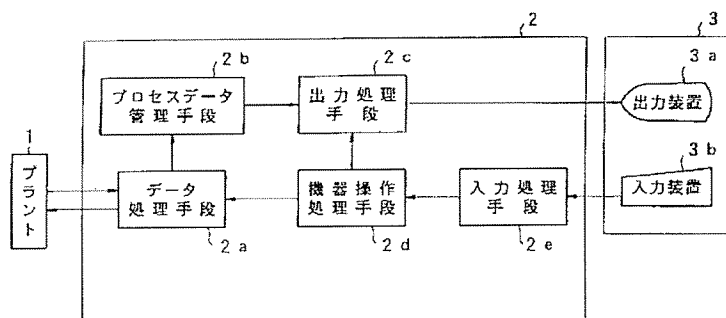 2
3
2b
2c
3a
プロセスデータ
管理手段
出力処理
手段
出力装置
1
3b
プラント
データ
処理手段
機器操作
処理手段
入力処理
手段
入力装置
2a
2d
2e